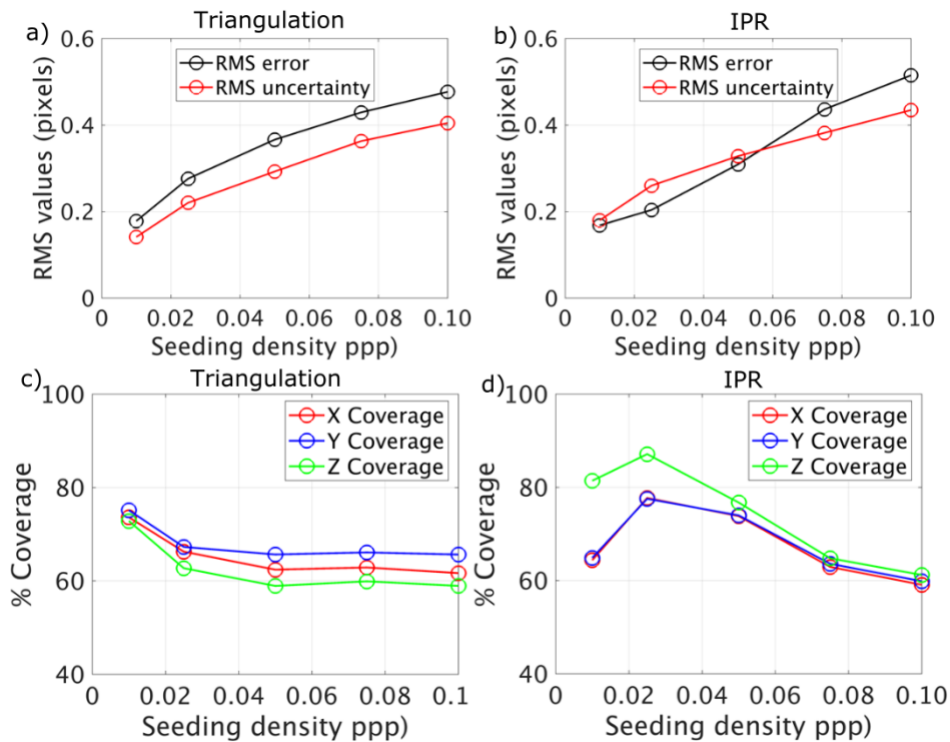 a)
Triangulation
0.6
0.4
0.2
0
RMS values (pixels)
RMS error
RMS uncertainty
0 0.02 0.04 0.06 0.08 0.10
Seeding density ppp)
b)
IPR
0.6
0.4
0.2
0
RMS values (pixels)
RMS error
RMS uncertainty
0 0.02 0.04 0.06 0.08 0.10
Seeding density ppp)
c)
Triangulation
100
80
60
40
% Coverage
X Coverage
Y Coverage
Z Coverage
0 0.02 0.04 0.06 0.08 0.1
Seeding density ppp)
d)
IPR
100
80
60
40
% Coverage
X Coverage
Y Coverage
Z Coverage
0 0.02 0.04 0.06 0.08 0.10
Seeding density ppp)